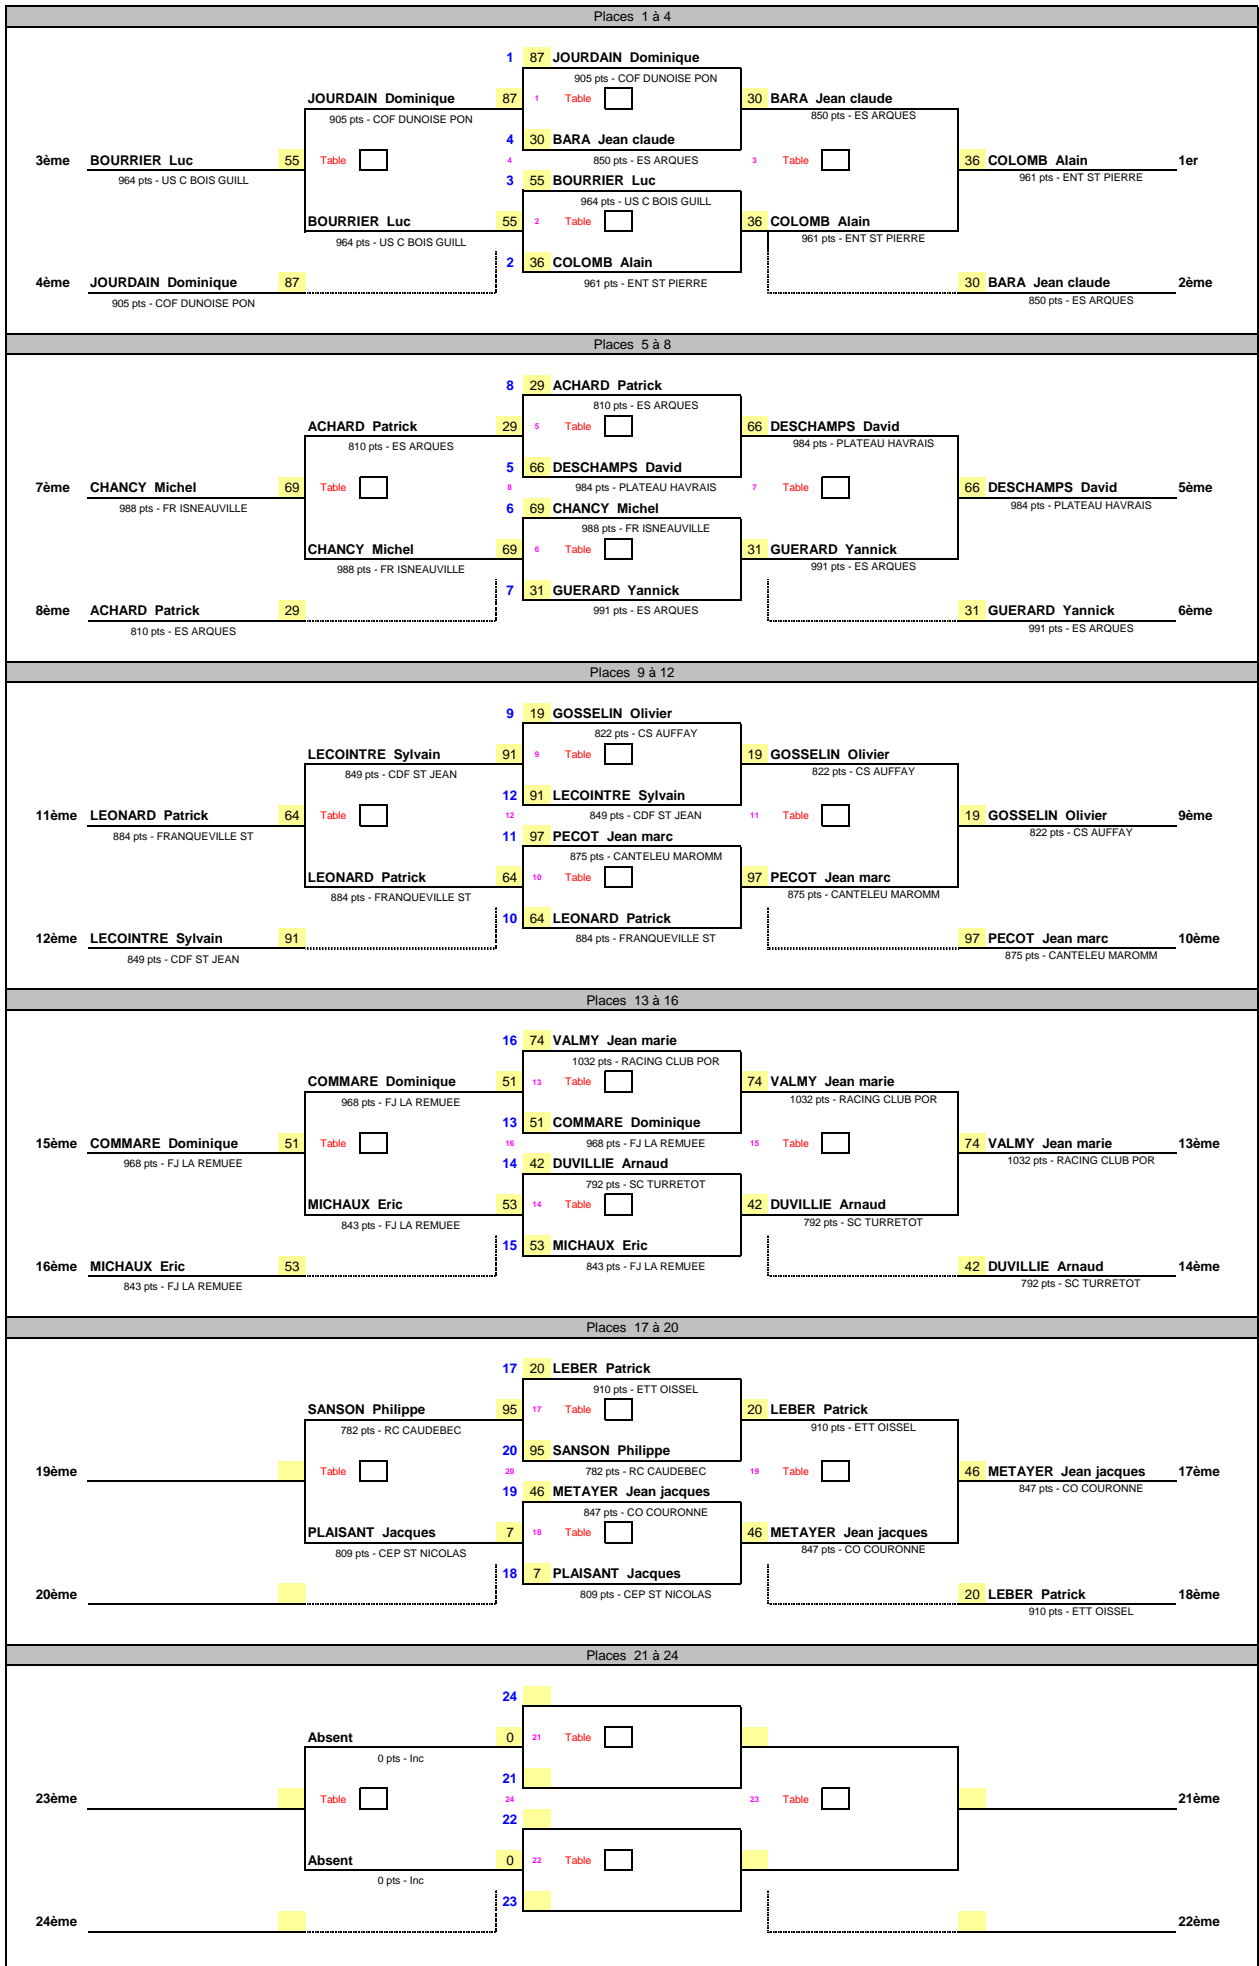 Places 1 à 4
1 87 JOURDAIN Dominique
905 pts - COF DUNOISE PON
JOURDAIN Dominique 87 1 Table 30 BARA Jean claude
905 pts - COF DUNOISE PON 850 pts - ES ARQUES
4 30 BARA Jean claude
3ème BOURRIER Luc 55 Table 4 850 pts - ES ARQUES 3 Table 36 COLOMB Alain 1er
964 pts - US C BOIS GUILL 3 55 BOURRIER Luc 961 pts - ENT ST PIERRE
964 pts - US C BOIS GUILL
BOURRIER Luc 55 2 Table 36 COLOMB Alain
964 pts - US C BOIS GUILL 961 pts - ENT ST PIERRE
2 36 COLOMB Alain
4ème JOURDAIN Dominique 87 961 pts - ENT ST PIERRE 30 BARA Jean claude 2ème
905 pts - COF DUNOISE PON 850 pts - ES ARQUES
Places 5 à 8
8 29 ACHARD Patrick
810 pts - ES ARQUES
ACHARD Patrick 29 5 Table 66 DESCHAMPS David
810 pts - ES ARQUES 984 pts - PLATEAU HAVRAIS
5 66 DESCHAMPS David
7ème CHANCY Michel 69 Table 8 984 pts - PLATEAU HAVRAIS 7 Table 66 DESCHAMPS David 5ème
988 pts - FR ISNEAUVILLE 6 69 CHANCY Michel 984 pts - PLATEAU HAVRAIS
988 pts - FR ISNEAUVILLE
CHANCY Michel 69 6 Table 31 GUERARD Yannick
988 pts - FR ISNEAUVILLE 991 pts - ES ARQUES
7 31 GUERARD Yannick
8ème ACHARD Patrick 29 991 pts - ES ARQUES 31 GUERARD Yannick 6ème
810 pts - ES ARQUES 991 pts - ES ARQUES
Places 9 à 12
9 19 GOSSELIN Olivier
822 pts - CS AUFFAY
LECOINTRE Sylvain 91 9 Table 19 GOSSELIN Olivier
849 pts - CDF ST JEAN 822 pts - CS AUFFAY
12 91 LECOINTRE Sylvain
11ème LEONARD Patrick 64 Table 12 849 pts - CDF ST JEAN 11 Table 19 GOSSELIN Olivier 9ème
884 pts - FRANQUEVILLE ST 11 97 PECOT Jean marc 822 pts - CS AUFFAY
875 pts - CANTELEU MAROMM
LEONARD Patrick 64 10 Table 97 PECOT Jean marc
884 pts - FRANQUEVILLE ST 875 pts - CANTELEU MAROMM
10 64 LEONARD Patrick
12ème LECOINTRE Sylvain 91 884 pts - FRANQUEVILLE ST 97 PECOT Jean marc 10ème
849 pts - CDF ST JEAN 875 pts - CANTELEU MAROMM
Places 13 à 16
16 74 VALMY Jean marie
1032 pts - RACING CLUB POR
COMMARE Dominique 51 13 Table 74 VALMY Jean marie
968 pts - FJ LA REMUEE 1032 pts - RACING CLUB POR
13 51 COMMARE Dominique
15ème COMMARE Dominique 51 Table 16 968 pts - FJ LA REMUEE 15 Table 74 VALMY Jean marie 13ème
968 pts - FJ LA REMUEE 14 42 DUVILLIE Arnaud 1032 pts - RACING CLUB POR
792 pts - SC TURRETOT
MICHAUX Eric 53 14 Table 42 DUVILLIE Arnaud
843 pts - FJ LA REMUEE 792 pts - SC TURRETOT
15 53 MICHAUX Eric
16ème MICHAUX Eric 53 843 pts - FJ LA REMUEE 42 DUVILLIE Arnaud 14ème
843 pts - FJ LA REMUEE 792 pts - SC TURRETOT
Places 17 à 20
17 20 LEBER Patrick
910 pts - ETT OISSEL
SANSON Philippe 95 17 Table 20 LEBER Patrick
782 pts - RC CAUDEBEC 910 pts - ETT OISSEL
20 95 SANSON Philippe
19ème Table 20 782 pts - RC CAUDEBEC 19 Table 46 METAYER Jean jacques 17ème
19 46 METAYER Jean jacques 847 pts - CO COURONNE
847 pts - CO COURONNE
PLAISANT Jacques 7 18 Table 46 METAYER Jean jacques
809 pts - CEP ST NICOLAS 847 pts - CO COURONNE
18 7 PLAISANT Jacques
20ème 809 pts - CEP ST NICOLAS 20 LEBER Patrick 18ème
910 pts - ETT OISSEL
Places 21 à 24
24
Absent 0 21 Table
0 pts - Inc
21
23ème Table 24 23 Table 21ème
22
Absent 0 22 Table
0 pts - Inc
23
24ème 22ème